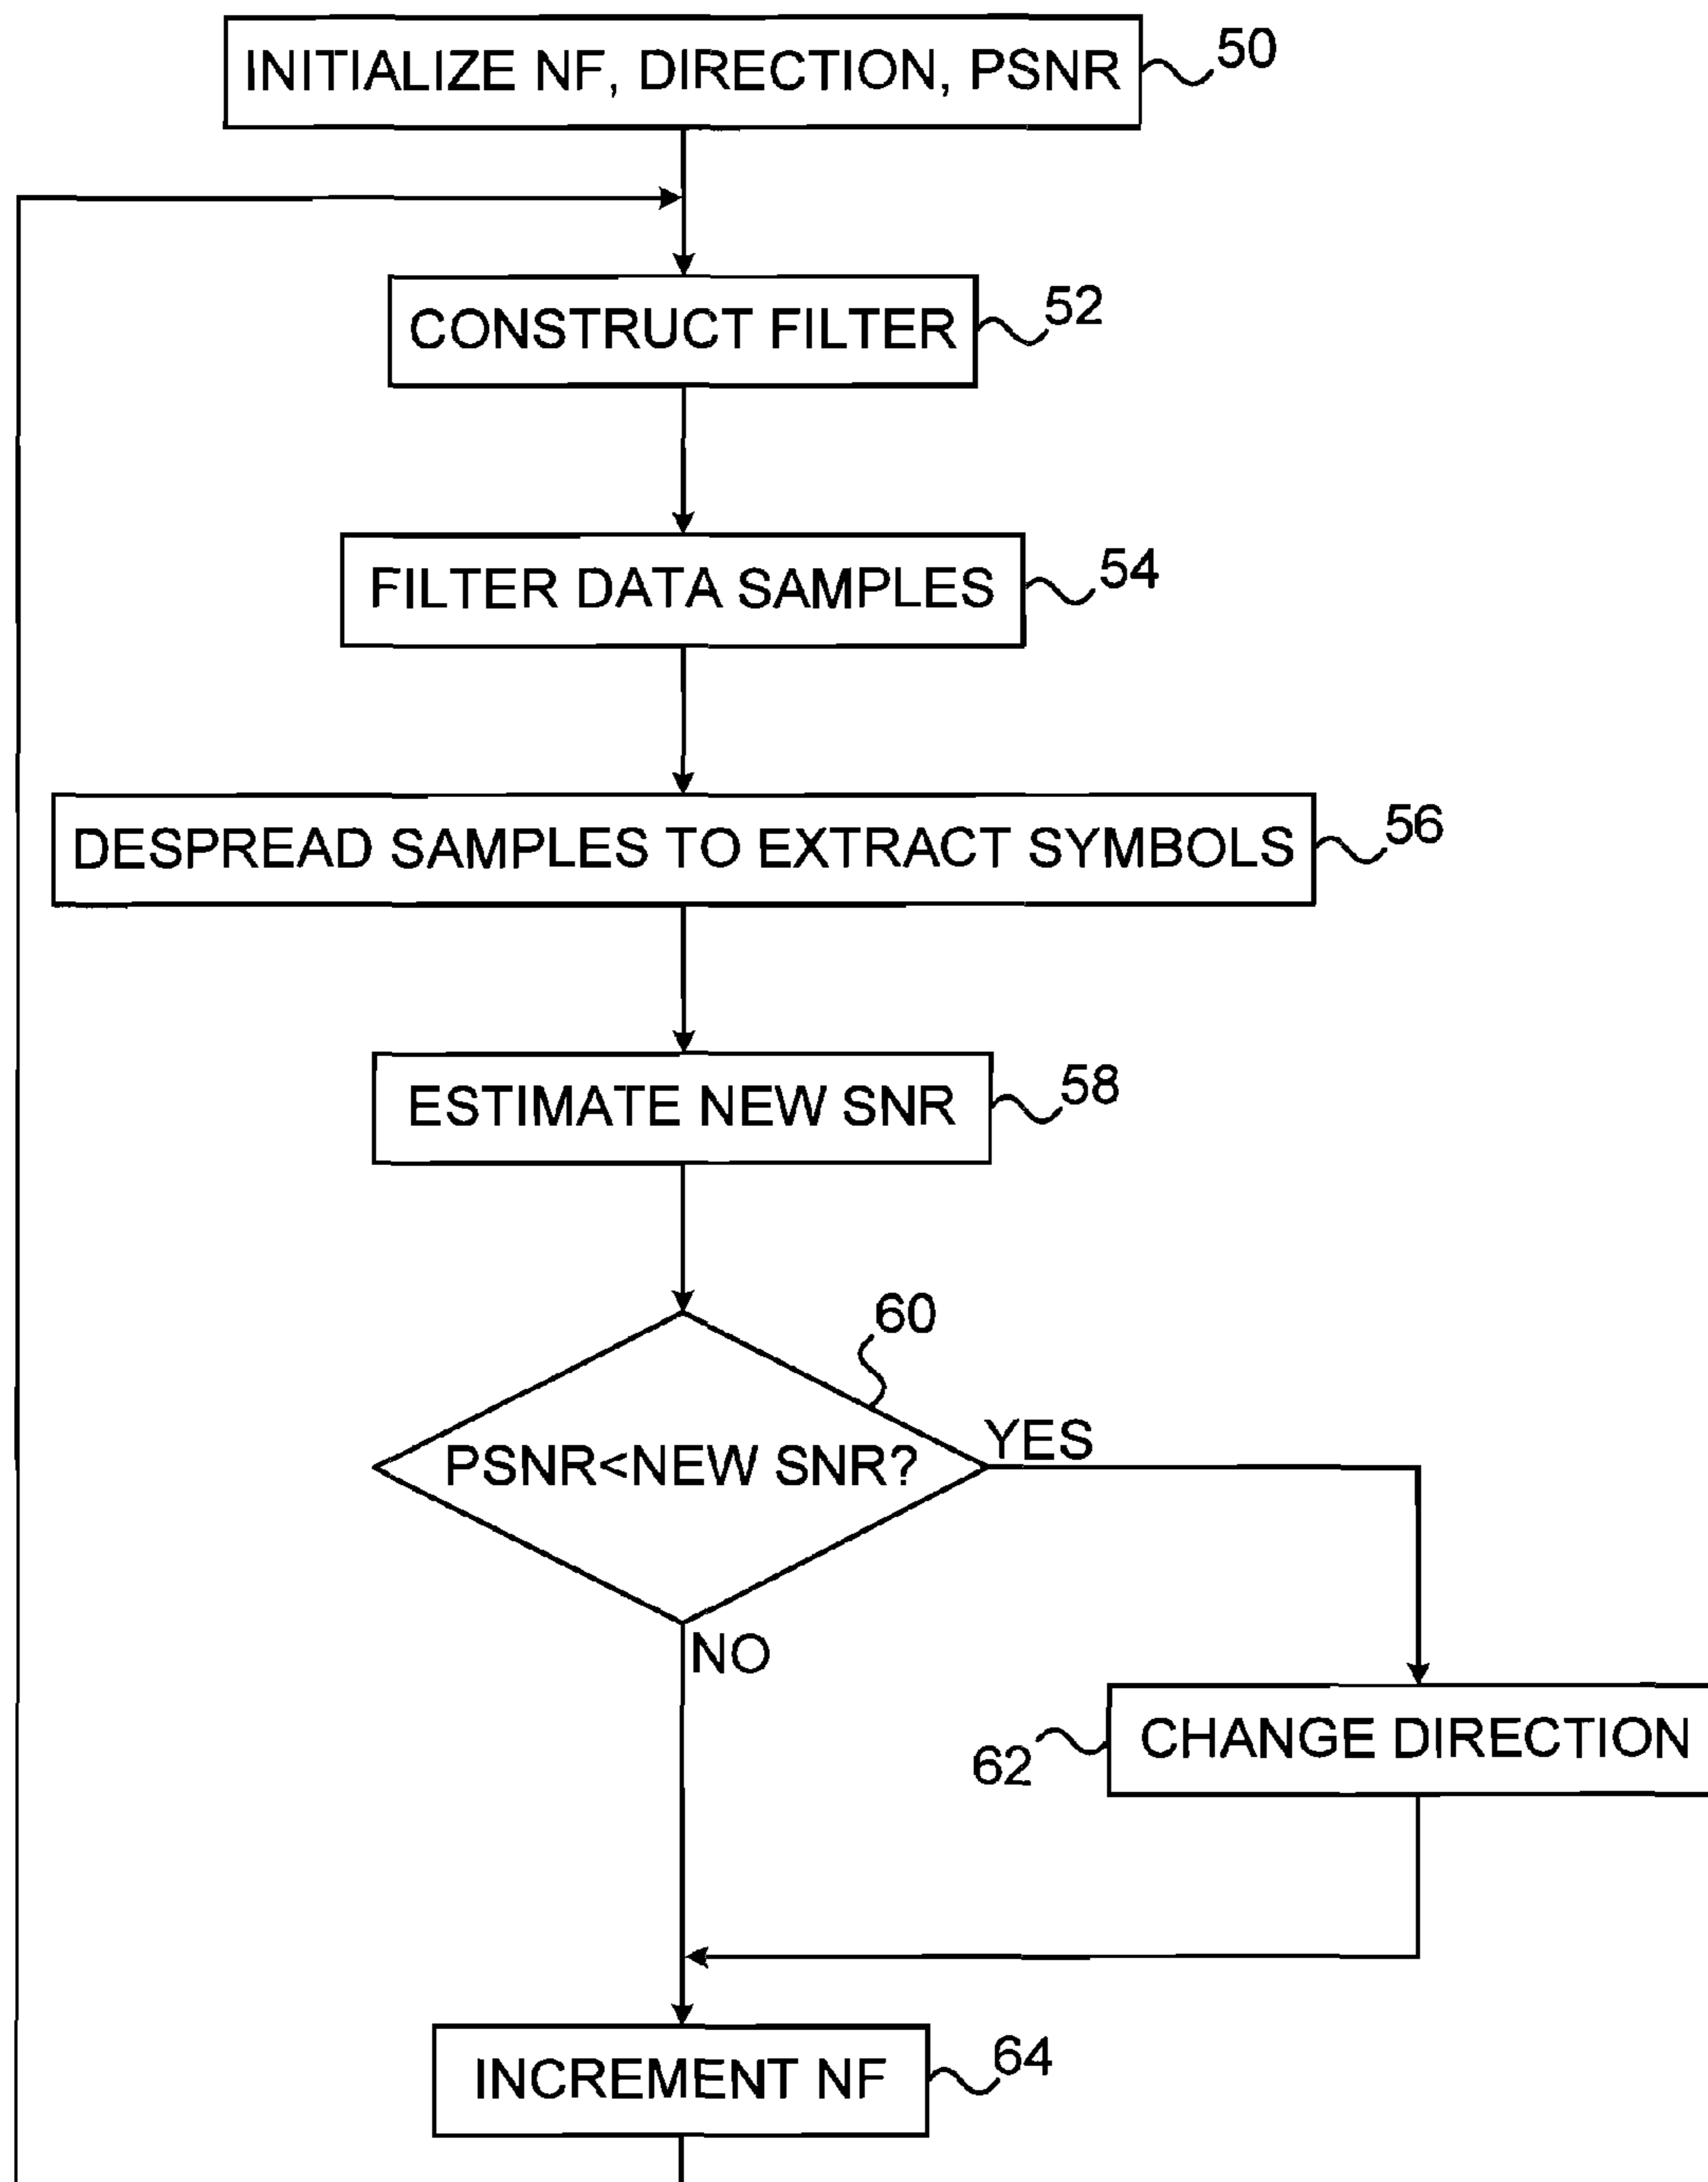 INITIALIZE NF, DIRECTION, PSNR
50
CONSTRUCT FILTER
52
FILTER DATA SAMPLES
54
DESPREAD SAMPLES TO EXTRACT SYMBOLS
56
ESTIMATE NEW SNR
58
60
PSNR<NEW SNR?
YES
NO
62
CHANGE DIRECTION
INCREMENT NF
64